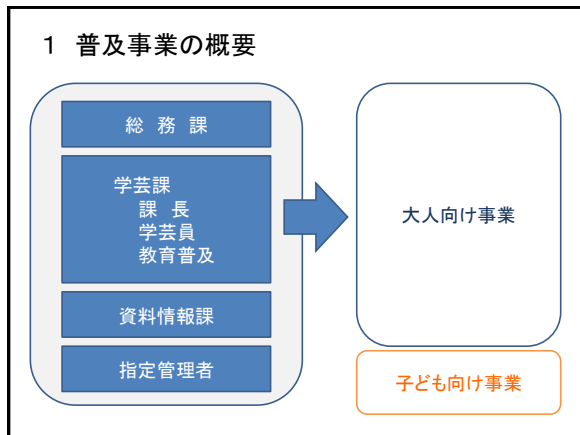 1 普及事業の概要
総 務 課
学芸課
課 長
学芸員
教育普及
資料情報課
指定管理者
大人向け事業
子ども向け事業